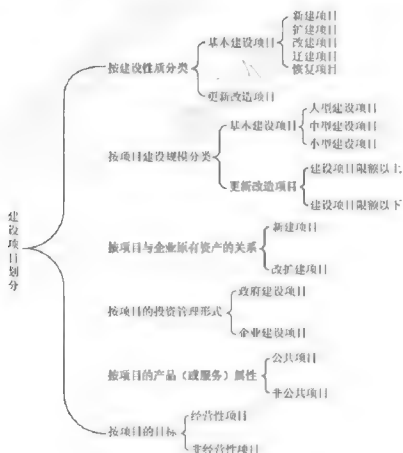 建设项目划分
按建设性质分类
基本建设项目
新建项目
扩建项目
改建项目
迁建项目
恢复项目
更新改造项目
按项目建设规模分类
基本建设项目
大型建设项目
中型建设项目
小型建设项目
更新改造项目
建设项目限额以上
建设项目限额以下
按项目与企业原有资产的关系
新建项目
改扩建项目
按项目的投资管理形式
政府建设项目
企业建设项目
按项目的产品（或服务）属性
公共项目
非公共项目
按项目的目标
经营性项目
非经营性项目